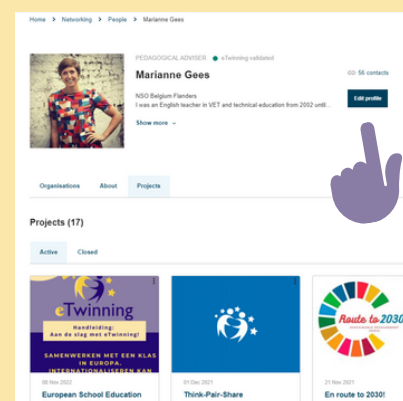 Home > Networking > People > Marianne Gees
PEDAGOGICAL ADVISER ● eTwinning validated
Marianne Gees
56 contacts
NSO Belgium Flanders
I was an English teacher in VET and technical education from 2002 until...
Edit profile
Show more
Organisations About Projects
Projects (17)
Active Closed
eTwinning
Handleiding:
Aan de slag met eTwinning!
SAMENWERKEN MET EEN KLAS
IN EUROPA.
INTERNATIONALISEREN KAN
Route to 2030
08 Nov 2022
European School Education
01 Dec 2021
Think-Pair-Share
21 Nov 2021
En route to 2030!